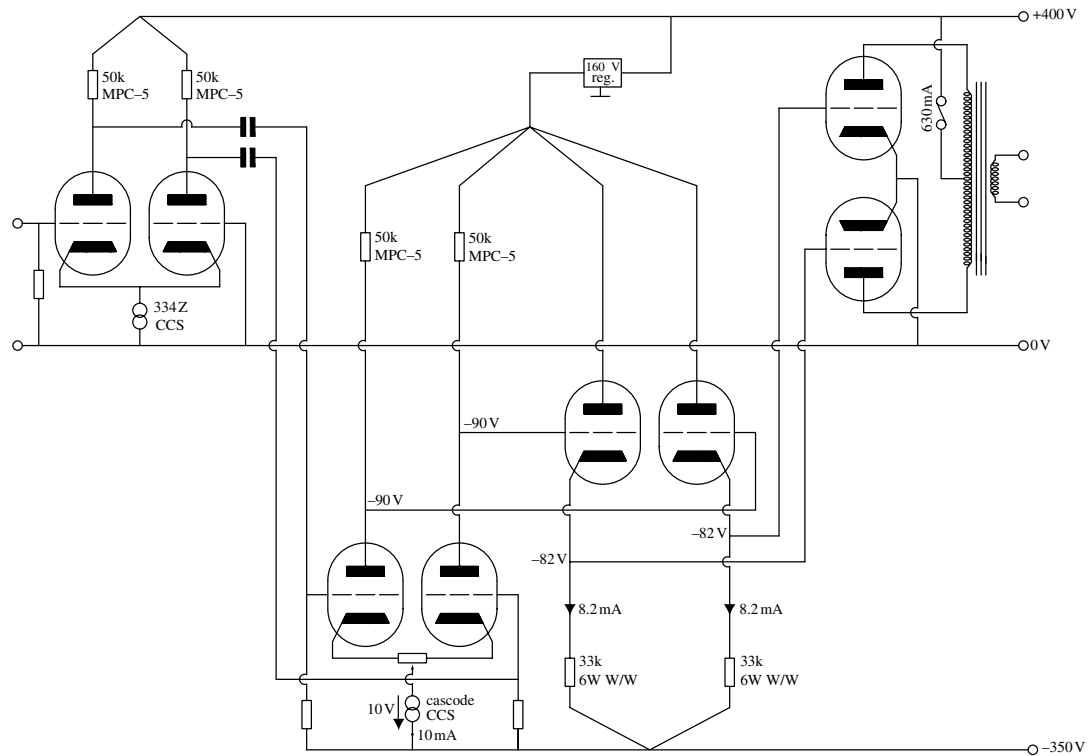 +400 V
50k
MPC–5
50k
MPC–5
160 V
reg.
630mA
50k
MPC–5
50k
MPC–5
334Z
CCS
0 V
–90 V
–90 V
–82 V
–82 V
8.2 mA
8.2 mA
33k
6W W/W
33k
6W W/W
10 V
cascode
CCS
10 mA
–350 V